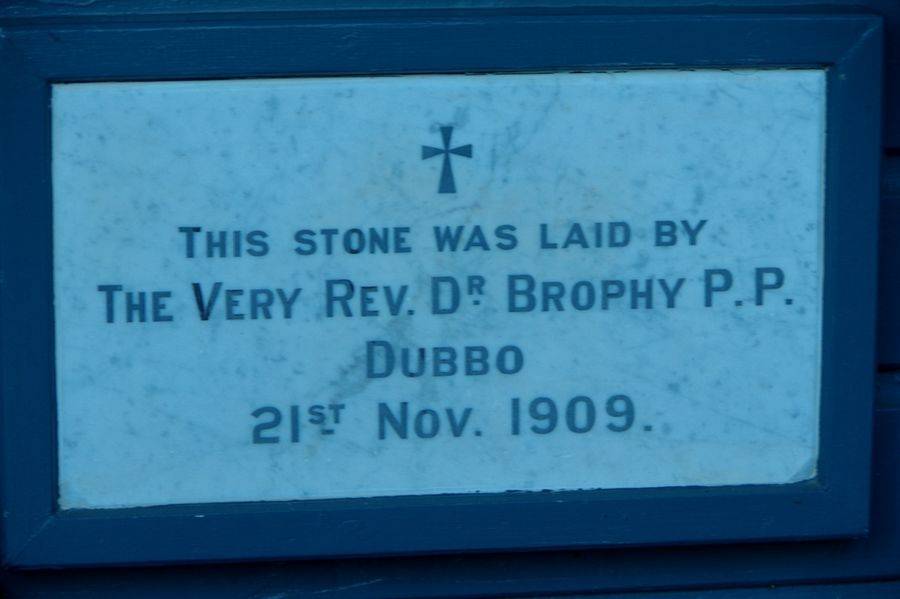 THIS STONE WAS LAID BY
THE VERY REV. DR. BROPHY P.P.
DUBBO
21ST NOV. 1909.